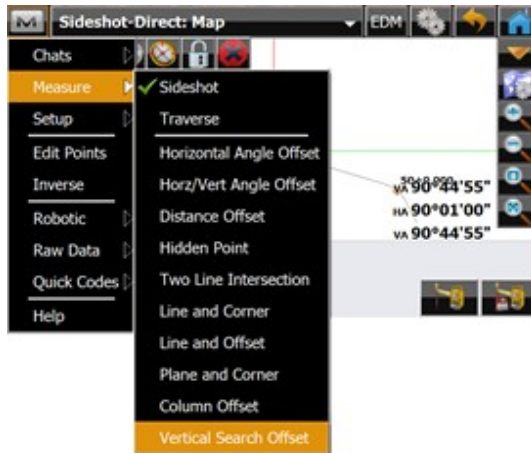 M Sideshot-Direct: Map EDM
Chats
Measure
Setup
Edit Points
Inverse
Robotic
Raw Data
Quick Codes
Help
Sideshot
Traverse
Horizontal Angle Offset
Horz/Vert Angle Offset
Distance Offset
Hidden Point
Two Line Intersection
Line and Corner
Line and Offset
Plane and Corner
Column Offset
Vertical Search Offset
VA 90°44'55"
HA 90°01'00"
VA 90°44'55"